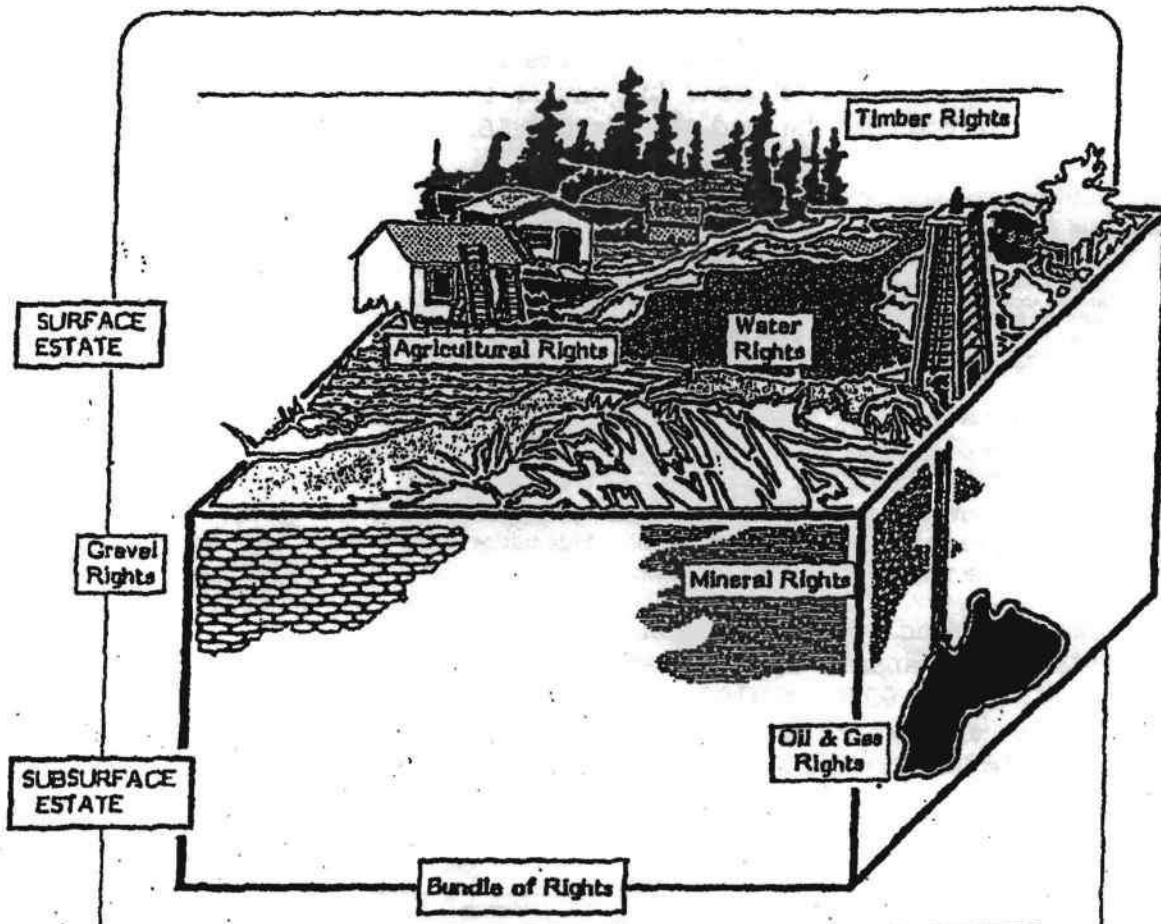 Timber Rights
SURFACE
ESTATE
Water
Rights
Agricultural Rights
Gravel
Rights
Mineral Rights
Oil & Gas
Rights
SUBSURFACE
ESTATE
Bundle of Rights